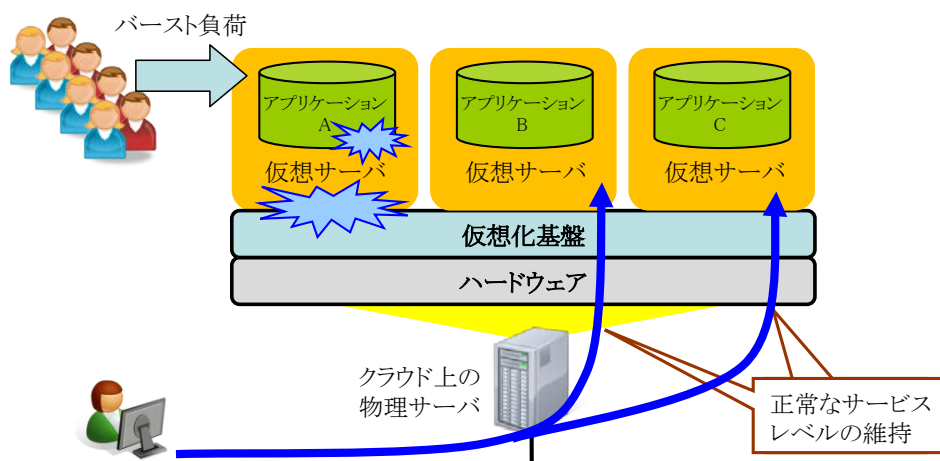 バースト負荷
アプリケーション
A
仮想サーバ
アプリケーション
B
仮想サーバ
アプリケーション
C
仮想サーバ
仮想化基盤
ハードウェア
クラウド上の
物理サーバ
正常なサービス
レベルの維持